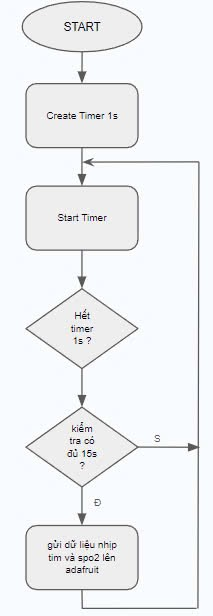 START
Create Timer 1s
Start Timer
Hết
timer
1s ?
kiểm
tra có
đủ 15s
?
S
Đ
gửi dữ liệu nhịp
tim và spo2 lên
adafruit